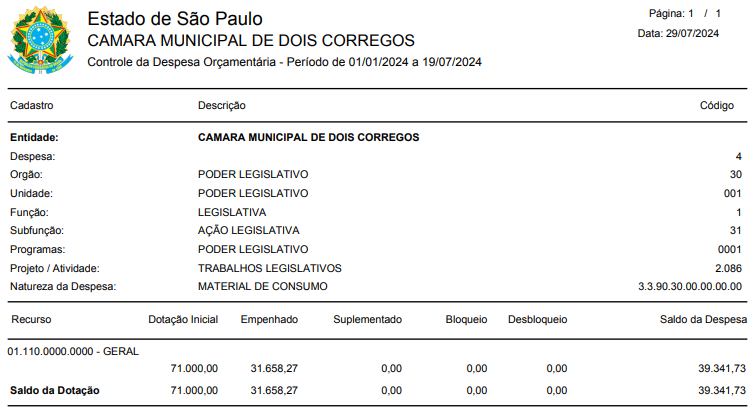 Estado de São Paulo
Página: 1 / 1
CAMARA MUNICIPAL DE DOIS CORREGOS
Data: 29/07/2024
Controle da Despesa Orçamentária - Período de 01/01/2024 a 19/07/2024
Cadastro Descrição Código
Entidade: CAMARA MUNICIPAL DE DOIS CORREGOS
Despesa: 4
Orgão: PODER LEGISLATIVO 30
Unidade: PODER LEGISLATIVO 001
Função: LEGISLATIVA 1
Subfunção: AÇÃO LEGISLATIVA 31
Programas: PODER LEGISLATIVO 0001
Projeto / Atividade: TRABALHOS LEGISLATIVOS 2.086
Natureza da Despesa: MATERIAL DE CONSUMO 3.3.90.30.00.00.00.00
Recurso Dotação Inicial Empenhado Suplementado Bloqueio Desbloqueio Saldo da Despesa
01.110.0000.0000 - GERAL
71.000,00 31.658,27 0,00 0,00 0,00 39.341,73
Saldo da Dotação 71.000,00 31.658,27 0,00 0,00 0,00 39.341,73